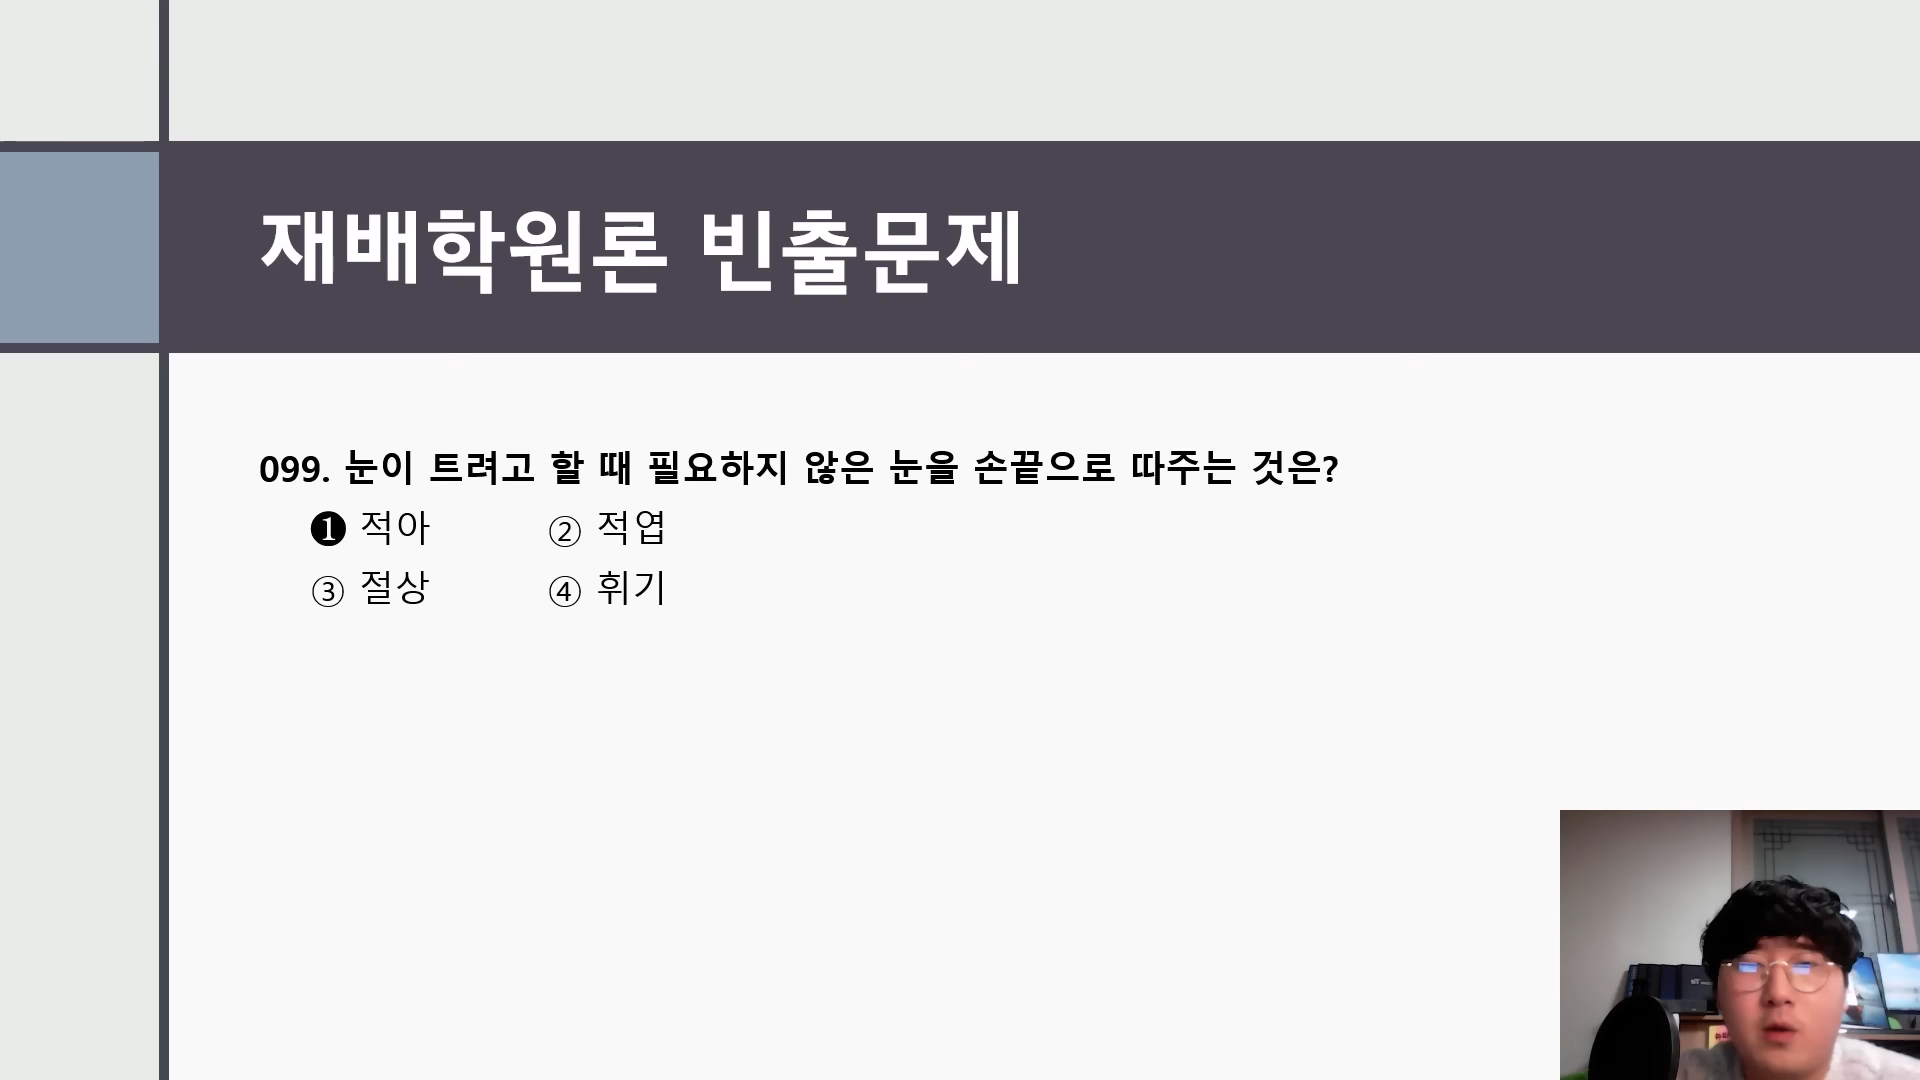 재배학원론 빈출문제
099. 눈이 트려고 할 때 필요하지 않은 눈을 손끝으로 따주는 것은?
❶ 적아 ② 적엽
③ 절상 ④ 휘기